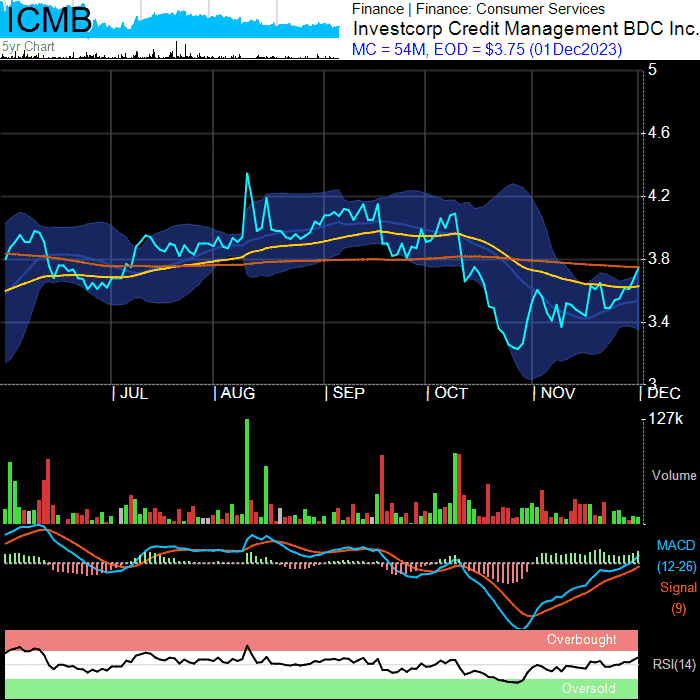 ICMB
5yr Chart
Finance | Finance: Consumer Services
Investcorp Credit Management BDC Inc.
MC = 54M, EOD = $3.75 (01Dec2023)
5
4.6
4.2
3.8
3.4
3
JUL
AUG
SEP
OCT
NOV
DEC
127k
Volume
MACD
(12-26)
Signal
(9)
Overbought
RSI(14)
Oversold